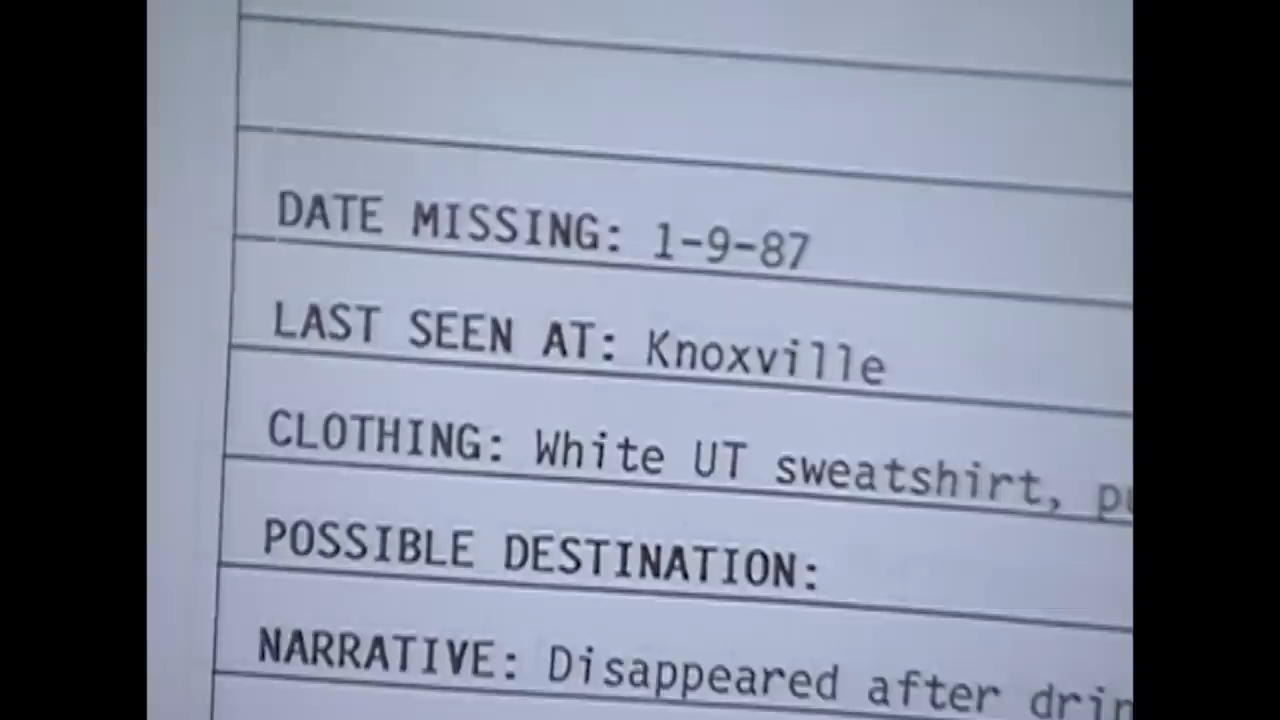 DATE MISSING: 1-9-87
LAST SEEN AT: Knoxville
CLOTHING: White UT sweatshirt,
POSSIBLE DESTINATION:
NARRATIVE: Disappeared after